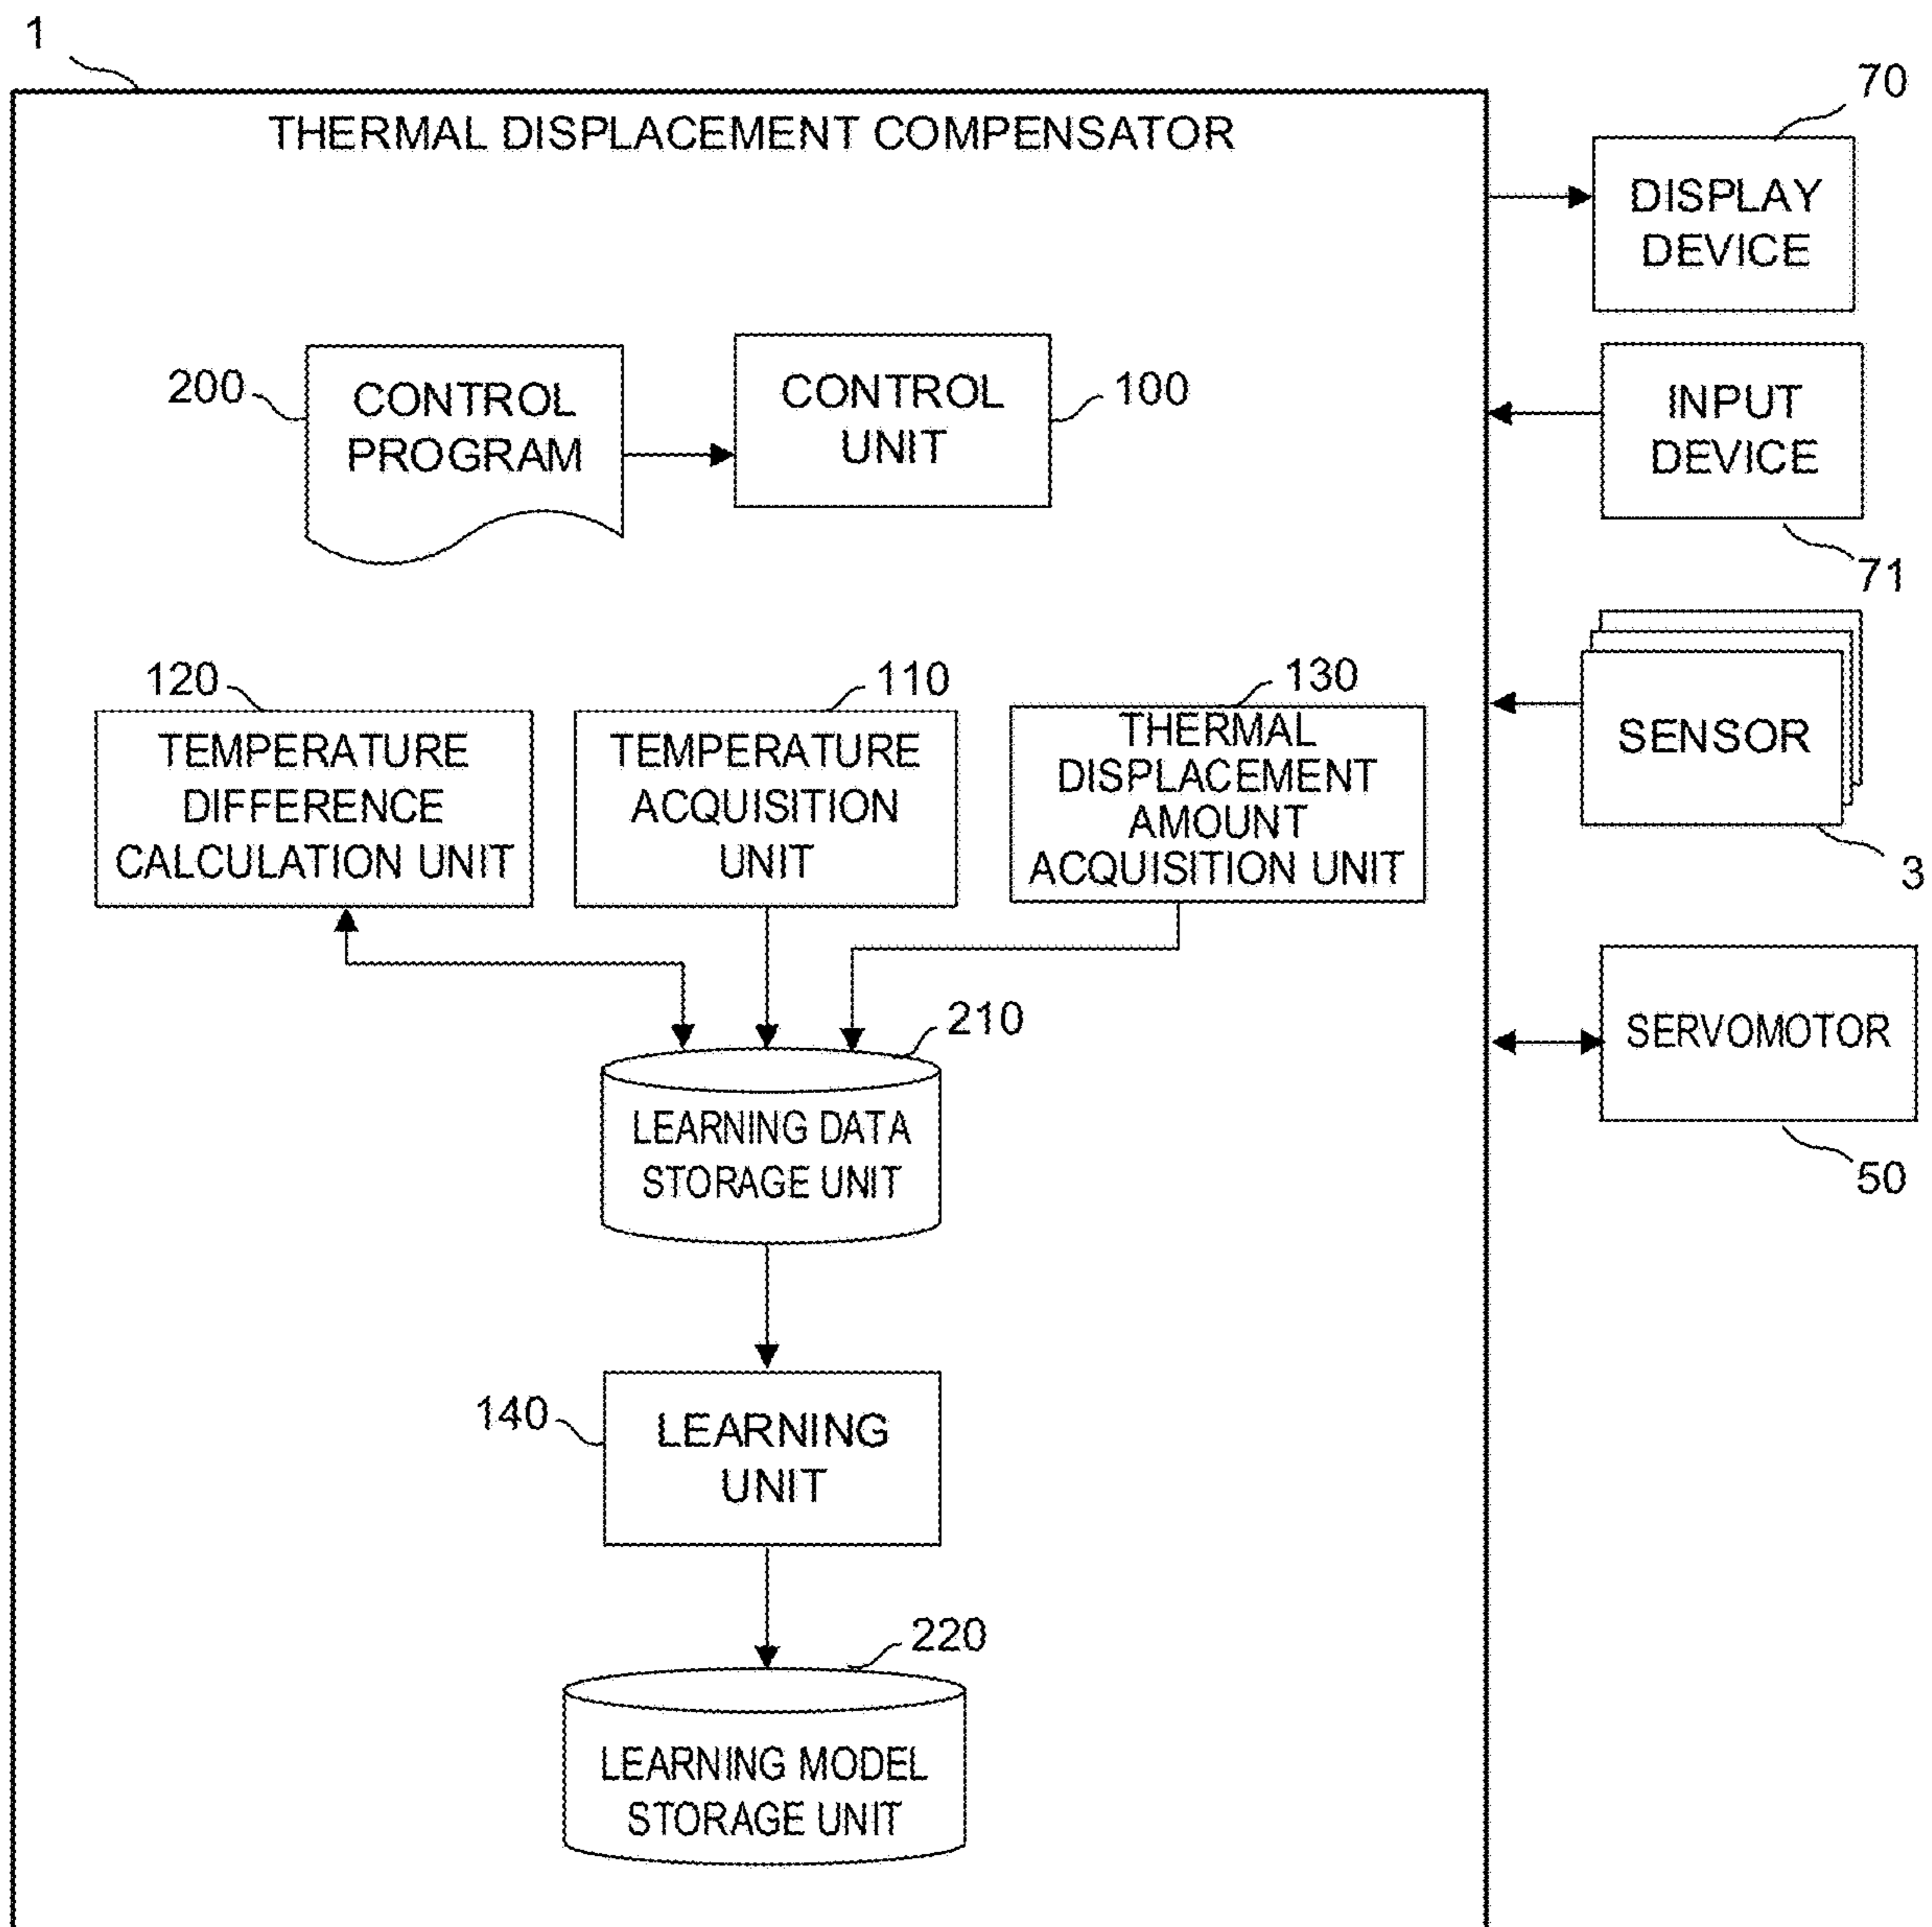 1
THERMAL DISPLACEMENT COMPENSATOR
70
DISPLAY
DEVICE
200
CONTROL
PROGRAM
CONTROL
UNIT
100
INPUT
DEVICE
71
120
TEMPERATURE
DIFFERENCE
CALCULATION UNIT
110
TEMPERATURE
ACQUISITION
UNIT
130
THERMAL
DISPLACEMENT
AMOUNT
ACQUISITION UNIT
SENSOR
3
210
LEARNING DATA
STORAGE UNIT
SERVOMOTOR
50
140
LEARNING
UNIT
220
LEARNING MODEL
STORAGE UNIT